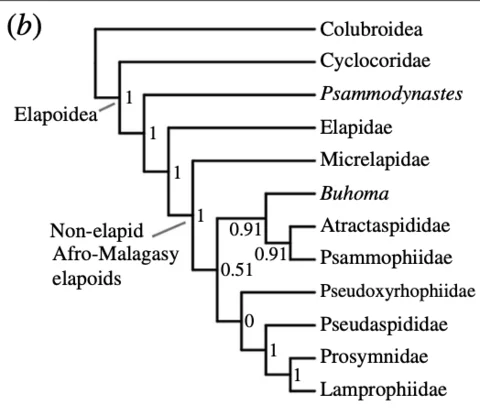 (b)
Colubroidea
Cyclocoridae
Psammodynastes
Elapoidea
1
Elapidae
1
Micrelapidae
1
Buhoma
1
Non-elapid
Afro-Malagasy
elapoids
0.91
Atractaspididae
0.91
Psammophiidae
0.51
Pseudoxyrhophiidae
0
Pseudaspididae
1
Prosymnidae
1
Lamprophiidae